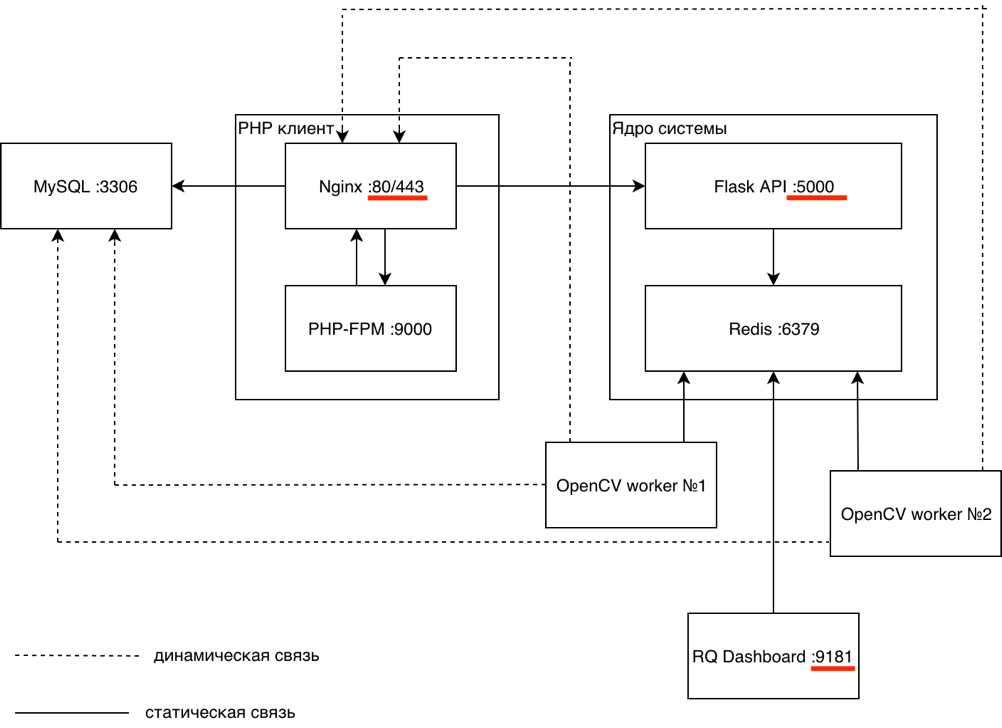 PHP клиент
Ядро системы
MySQL :3306
Nginx :80/443
Flask API :5000
PHP-FPM :9000
Redis :6379
OpenCV worker №1
OpenCV worker №2
RQ Dashboard :9181
динамическая связь
статическая связь